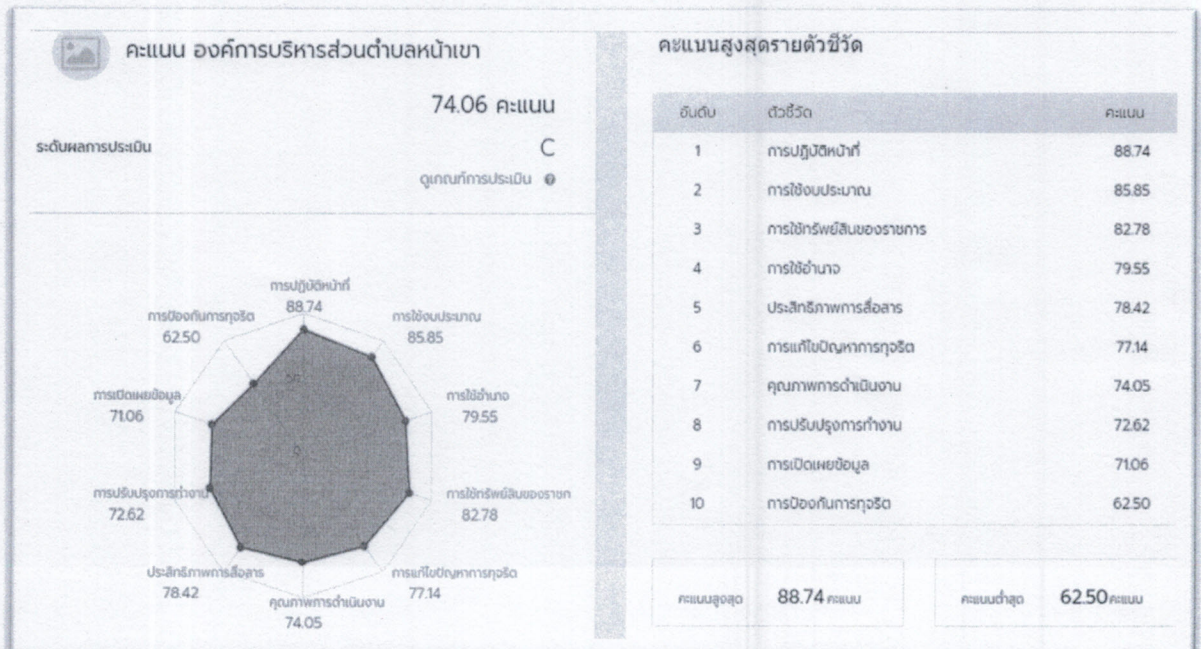 คะแนน องค์การบริหารส่วนตำบลหน้าเขา
74.06 คะแนน
ระดับผลการประเมิน
C
ดูเกณฑ์การประเมิน
การปฏิบัติหน้าที่
88.74
การใช้งบประมาณ
85.85
การใช้อำนาจ
79.55
การใช้ทรัพย์สินของราชก
82.78
การแก้ไขปัญหาการทุจริต
77.14
คุณภาพการดำเนินงาน
74.05
ประสิทธิภาพการสื่อสาร
78.42
การปรับปรุงการทำงาน
72.62
การเปิดเผยข้อมูล
71.06
การป้องกันการทุจริต
62.50
0
คะแนนสูงสุดรายตัวชี้วัด
อันดับ ตัวชี้วัด คะแนน
1 การปฏิบัติหน้าที่ 88.74
2 การใช้งบประมาณ 85.85
3 การใช้ทรัพย์สินของราชการ 82.78
4 การใช้อำนาจ 79.55
5 ประสิทธิภาพการสื่อสาร 78.42
6 การแก้ไขปัญหาการทุจริต 77.14
7 คุณภาพการดำเนินงาน 74.05
8 การปรับปรุงการทำงาน 72.62
9 การเปิดเผยข้อมูล 71.06
10 การป้องกันการทุจริต 62.50
คะแนนสูงสุด 88.74 คะแนน
คะแนนต่ำสุด 62.50 คะแนน